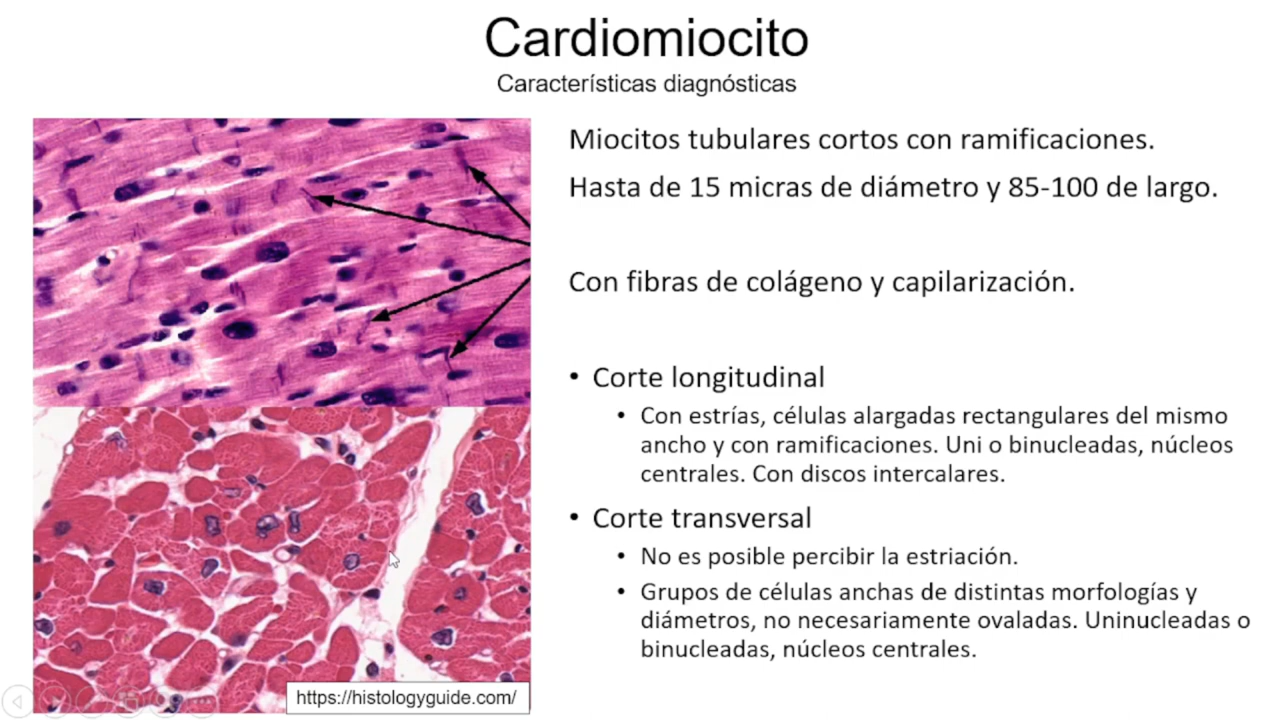 Cardiomiocito
Características diagnósticas
Miocitos tubulares cortos con ramificaciones.
Hasta de 15 micras de diámetro y 85-100 de largo.
Con fibras de colágeno y capilarización.
• Corte longitudinal
• Con estrías, células alargadas rectangulares del mismo
ancho y con ramificaciones. Uni o binucleadas, núcleos
centrales. Con discos intercalares.
• Corte transversal
• No es posible percibir la estriación.
• Grupos de células anchas de distintas morfologías y
diámetros, no necesariamente ovaladas. Uninucleadas o
binucleadas, núcleos centrales.
https://histologyguide.com/